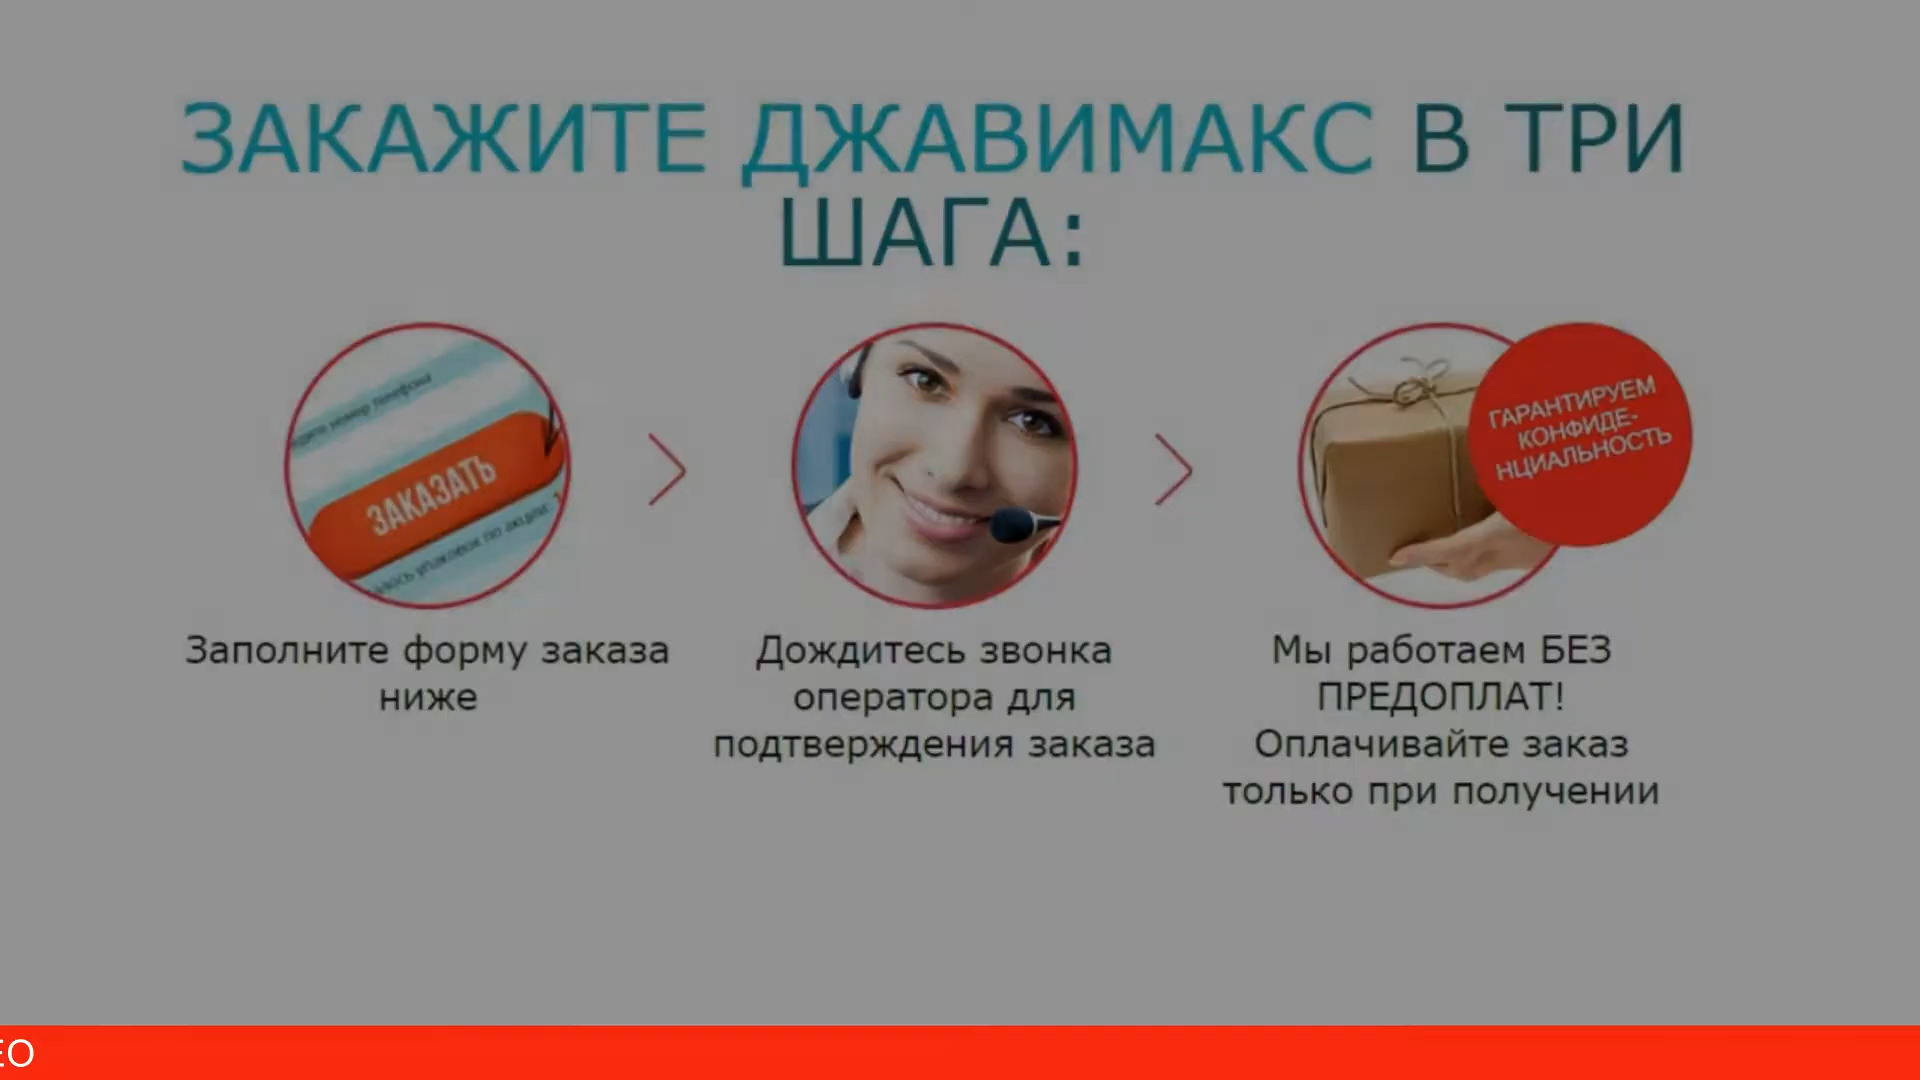 ЗАКАЖИТЕ ДЖАВИМАКС В ТРИ
ШАГА:
ЗАКАЗАТЬ
ГАРАНТИРУЕМ
КОНФИДЕ-
НЦИАЛЬНОСТЬ
Заполните форму заказа
ниже
Дождитесь звонка
оператора для
подтверждения заказа
Мы работаем БЕЗ
ПРЕДОПЛАТ!
Оплачивайте заказ
только при получении